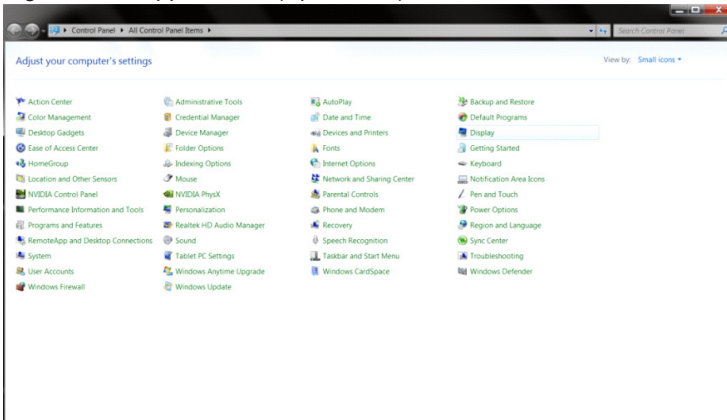 Control Panel ▸ All Control Panel Items ▸
Search Control Panel
Adjust your computer's settings
View by: Small icons
Action Center Administrative Tools AutoPlay Backup and Restore
Color Management Credential Manager Date and Time Default Programs
Desktop Gadgets Device Manager Devices and Printers Display
Ease of Access Center Folder Options Fonts Getting Started
HomeGroup Indexing Options Internet Options Keyboard
Location and Other Sensors Mouse Network and Sharing Center Notification Area Icons
NVIDIA Control Panel NVIDIA PhysX Parental Controls Pen and Touch
Performance Information and Tools Personalization Phone and Modem Power Options
Programs and Features Realtek HD Audio Manager Recovery Region and Language
RemoteApp and Desktop Connections Sound Speech Recognition Sync Center
System Tablet PC Settings Taskbar and Start Menu Troubleshooting
User Accounts Windows Anytime Upgrade Windows CardSpace Windows Defender
Windows Firewall Windows Update